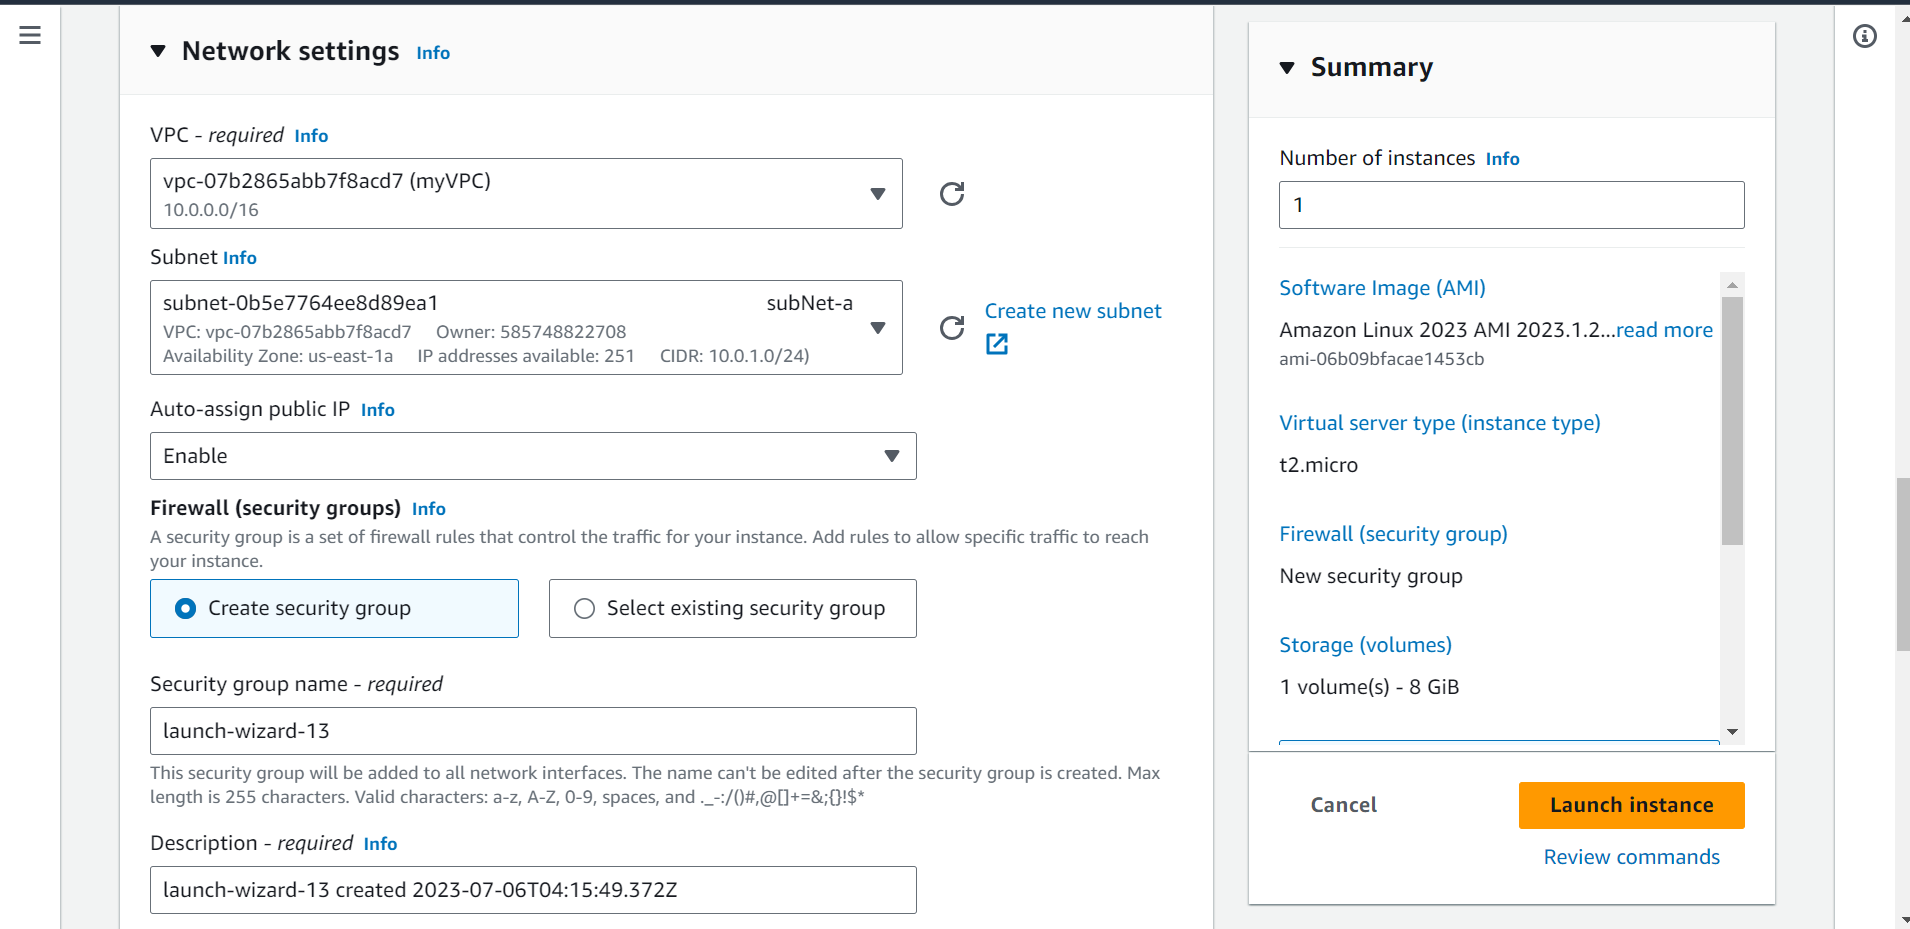 Network settings Info
VPC - required Info
vpc-07b2865abb7f8acd7 (myVPC)
10.0.0.0/16
Subnet Info
subnet-0b5e7764ee8d89ea1 subNet-a
VPC: vpc-07b2865abb7f8acd7 Owner: 585748822708
Availability Zone: us-east-1a IP addresses available: 251 CIDR: 10.0.1.0/24)
Create new subnet
Auto-assign public IP Info
Enable
Firewall (security groups) Info
A security group is a set of firewall rules that control the traffic for your instance. Add rules to allow specific traffic to reach
your instance.
Create security group
Select existing security group
Security group name - required
launch-wizard-13
This security group will be added to all network interfaces. The name can't be edited after the security group is created. Max
length is 255 characters. Valid characters: a-z, A-Z, 0-9, spaces, and ._-:/()#,@[]+=&;{}!$*
Description - required Info
launch-wizard-13 created 2023-07-06T04:15:49.372Z
Summary
Number of instances Info
1
Software Image (AMI)
Amazon Linux 2023 AMI 2023.1.2...read more
ami-06b09bfacae1453cb
Virtual server type (instance type)
t2.micro
Firewall (security group)
New security group
Storage (volumes)
1 volume(s) - 8 GiB
Cancel
Launch instance
Review commands